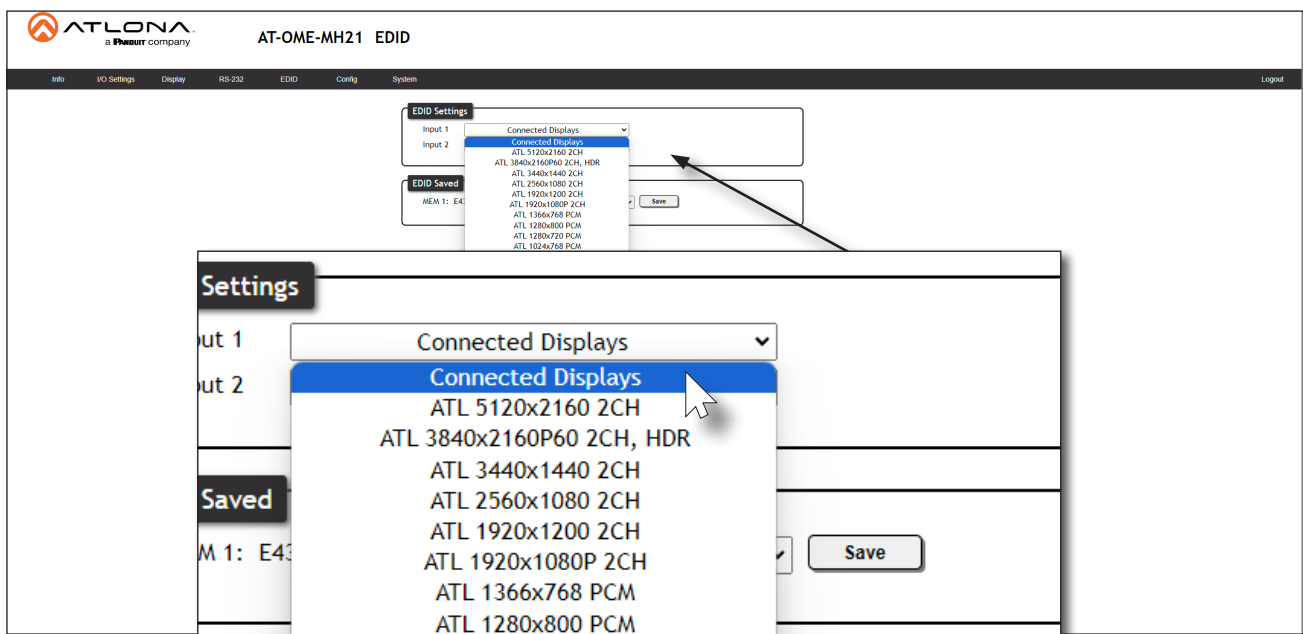 ATLONA.
a PANDUIT company
AT-OME-MH21 EDID
Info I/O Settings Display RS-232 EDID Config System Logout
EDID Settings
Input 1 Connected Displays
Input 2 Connected Displays
ATL 5120x2160 2CH
ATL 3840x2160P60 2CH, HDR
ATL 3440x1440 2CH
ATL 2560x1080 2CH
EDID Saved
ATL 1920x1200 2CH
MEM 1: E43 ATL 1920x1080P 2CH Save
ATL 1366x768 PCM
ATL 1280x800 PCM
ATL 1280x720 PCM
ATL 1024x768 PCM
Settings
ut 1 Connected Displays
ut 2 Connected Displays
ATL 5120x2160 2CH
ATL 3840x2160P60 2CH, HDR
ATL 3440x1440 2CH
Saved ATL 2560x1080 2CH
ATL 1920x1200 2CH
M 1: E43 ATL 1920x1080P 2CH Save
ATL 1366x768 PCM
ATL 1280x800 PCM